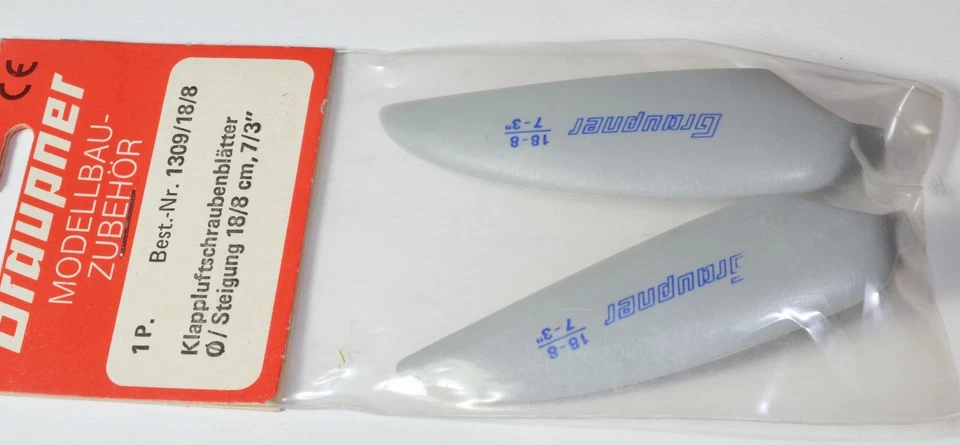 CE
Graupner
MODELLBAU-
ZUBEHÖR
1 P. Best.-Nr. 1309/18/8
Klappluftschraubenblätter
Ø/Steigung 18/8 cm, 7/3"
Graupner
18-8
7-3"
Graupner
18-8
7-3"